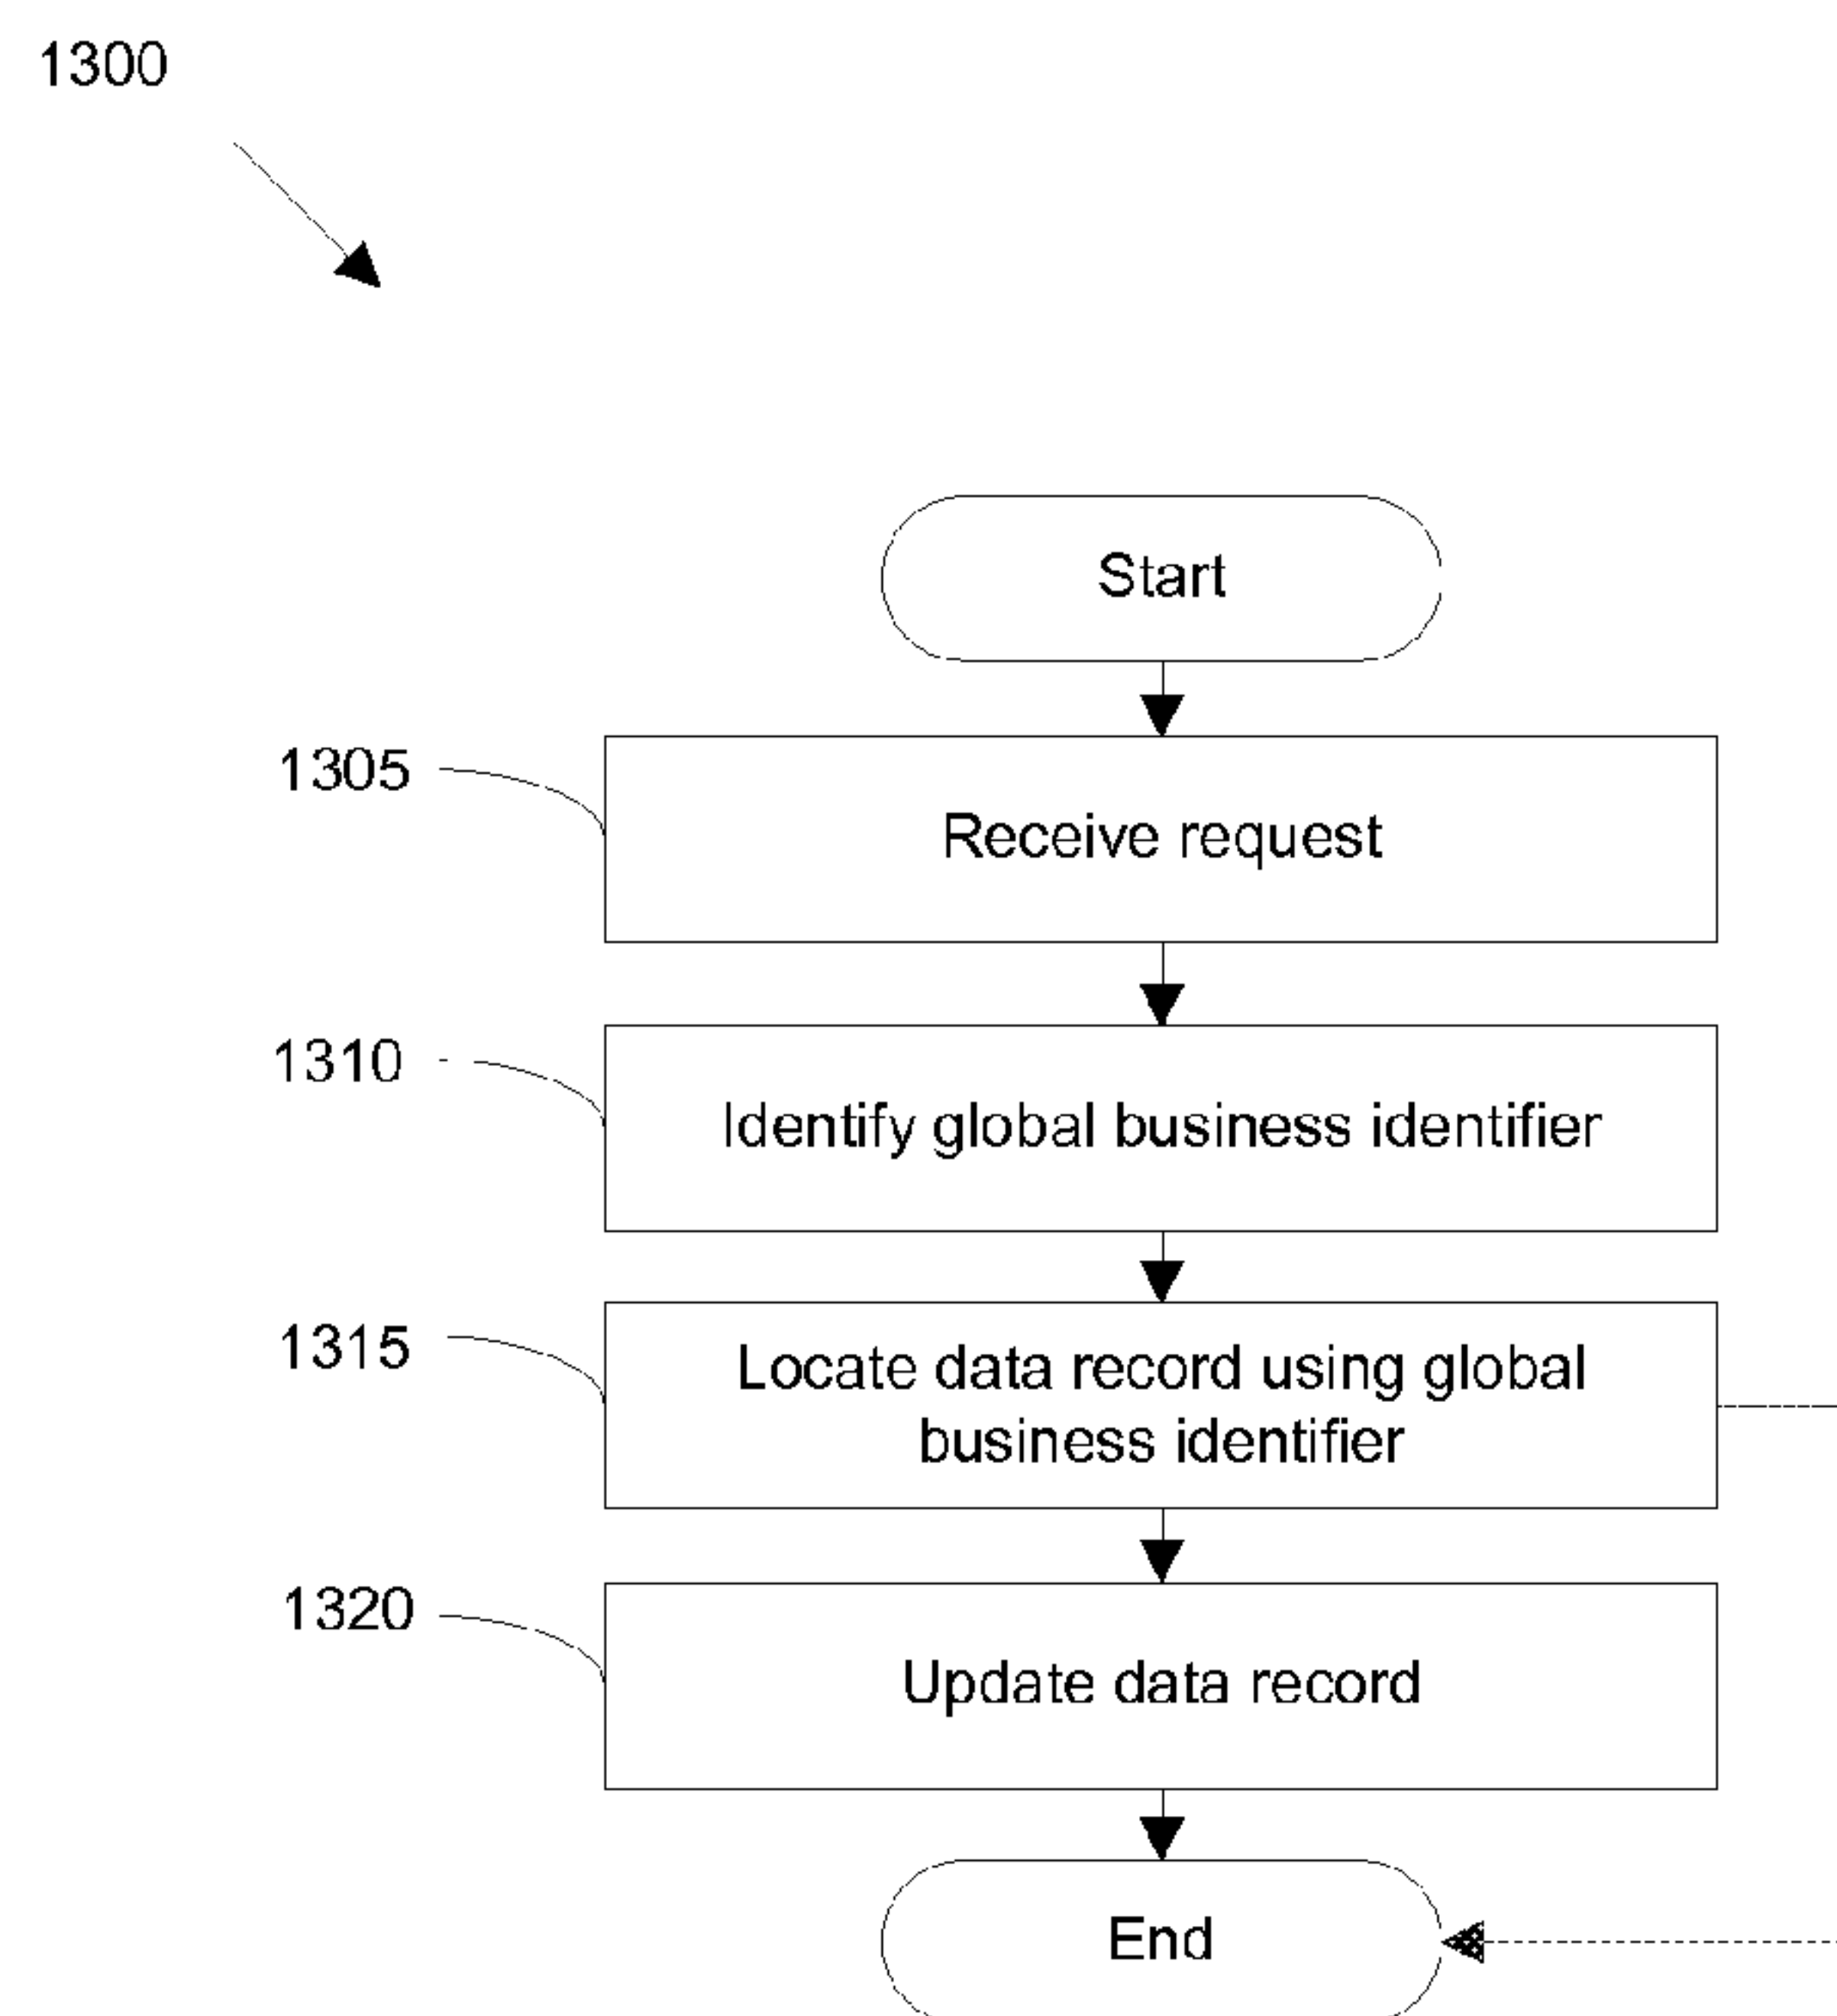 1300
Start
1305
Receive request
1310
Identify global business identifier
1315
Locate data record using global
business identifier
1320
Update data record
End